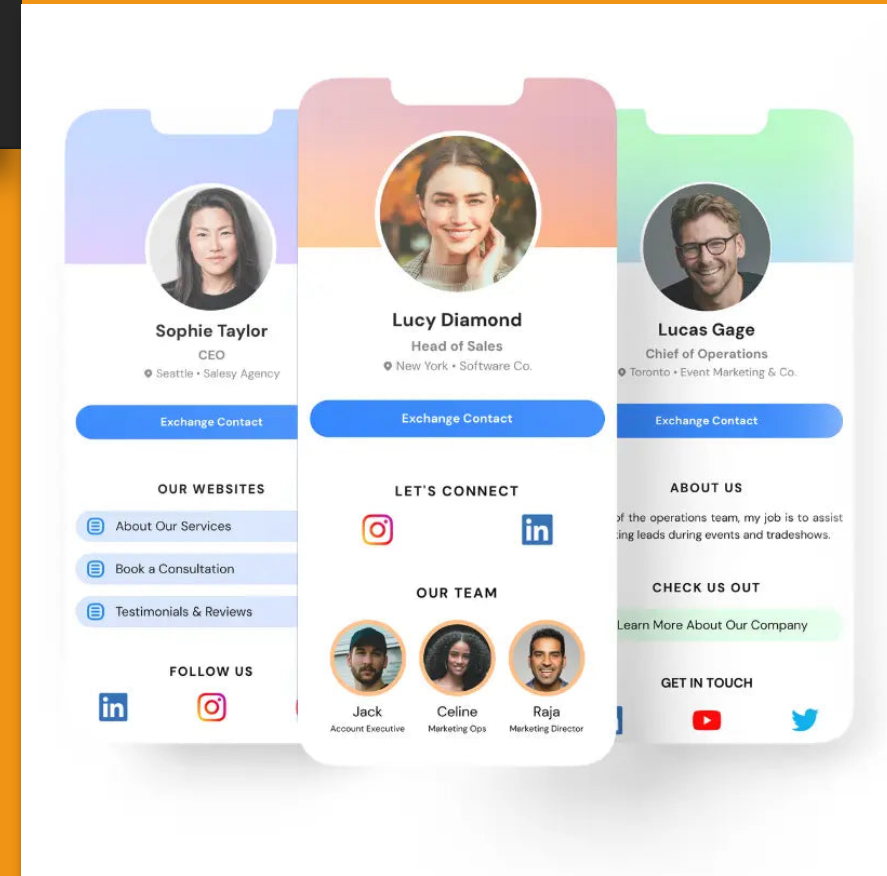 Sophie Taylor
CEO
Seattle • Salesy Agency
Exchange Contact
OUR WEBSITES
About Our Services
Book a Consultation
Testimonials & Reviews
FOLLOW US
in
Lucy Diamond
Head of Sales
New York • Software Co.
Exchange Contact
LET'S CONNECT
in
OUR TEAM
Jack
Account Executive
Celine
Marketing Ops
Raja
Marketing Director
Lucas Gage
Chief of Operations
Toronto • Event Marketing & Co.
Exchange Contact
ABOUT US
of the operations team, my job is to assist
leads during events and tradeshows.
CHECK US OUT
Learn More About Our Company
GET IN TOUCH